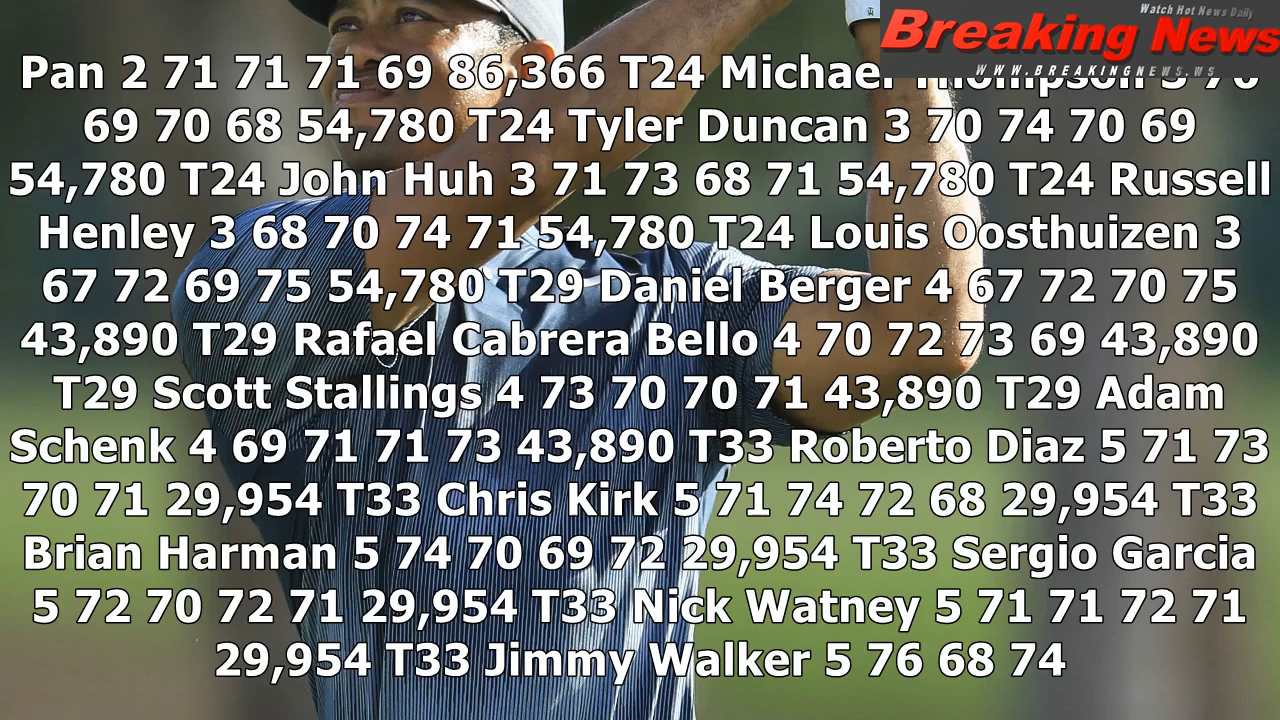 Watch Hot News Daily
Breaking News
WWW.BREAKINGNEWS.WS
Pan 2 71 71 71 69 86,366 T24 Michael Thompson 3 70
69 70 68 54,780 T24 Tyler Duncan 3 70 74 70 69
54,780 T24 John Huh 3 71 73 68 71 54,780 T24 Russell
Henley 3 68 70 74 71 54,780 T24 Louis Oosthuizen 3
67 72 69 75 54,780 T29 Daniel Berger 4 67 72 70 75
43,890 T29 Rafael Cabrera Bello 4 70 72 73 69 43,890
T29 Scott Stallings 4 73 70 70 71 43,890 T29 Adam
Schenk 4 69 71 71 73 43,890 T33 Roberto Diaz 5 71 73
70 71 29,954 T33 Chris Kirk 5 71 74 72 68 29,954 T33
Brian Harman 5 74 70 69 72 29,954 T33 Sergio Garcia
5 72 70 72 71 29,954 T33 Nick Watney 5 71 71 72 71
29,954 T33 Jimmy Walker 5 76 68 74